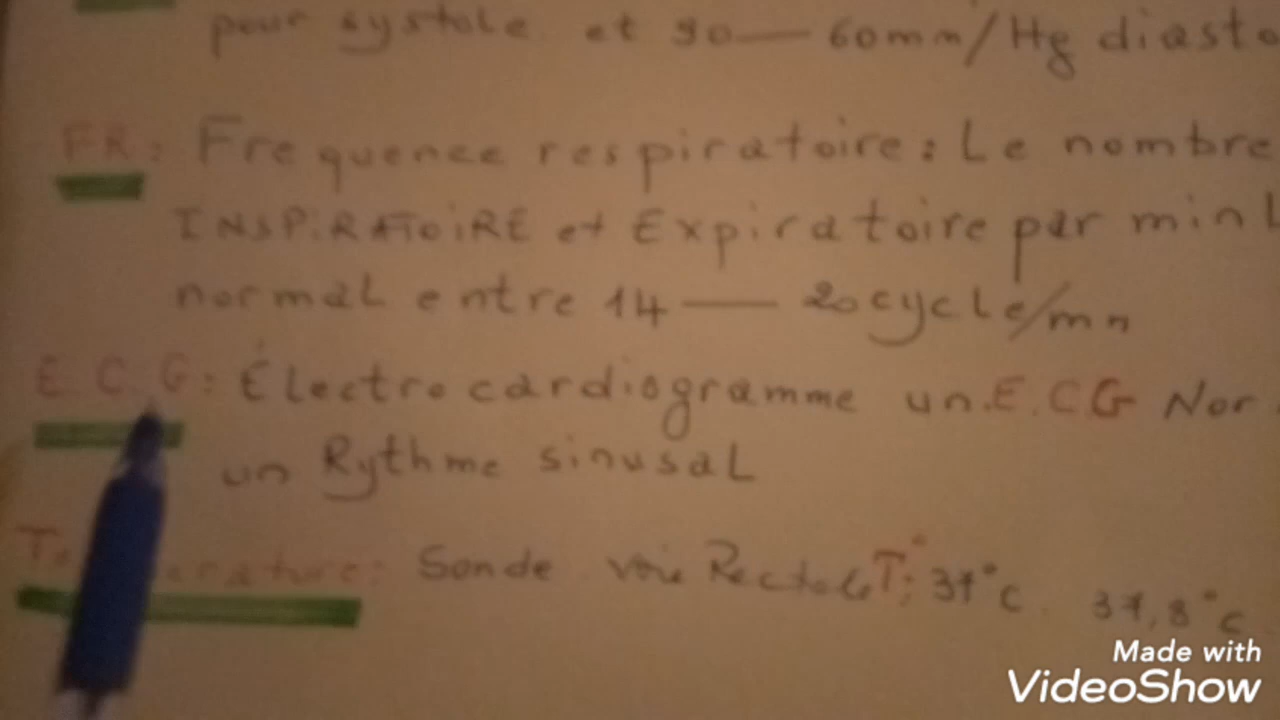 pour systole et 90 — 60mm/Hg diasto
FR: Frequence respiratoire: Le nombre
INSPIRATOIRE et Expiratoire par min
normal entre 14 — 20cycle/mn
E.C.G: Électrocardiogramme un.E.C.G Nor
un Rythme sinusal
Sonde voie Rectale T°: 37°c. 37,8°c
Made with
VideoShow